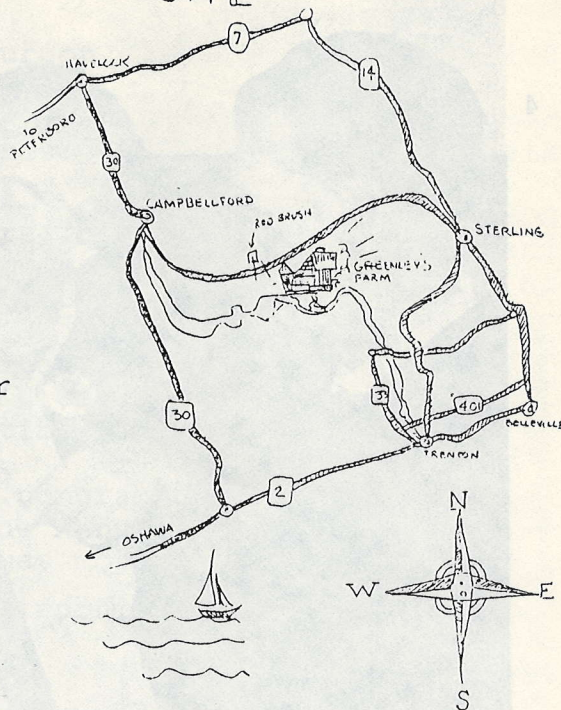 SITE
7
HAVELOCK
14
TO
PETERBORO
30
CAMPBELLFORD
RED BRUSH
STERLING
GREENLEY'S
FARM
33
401
30
BELLEVILLE
TRENTON
2
OSHAWA
N
W
E
S